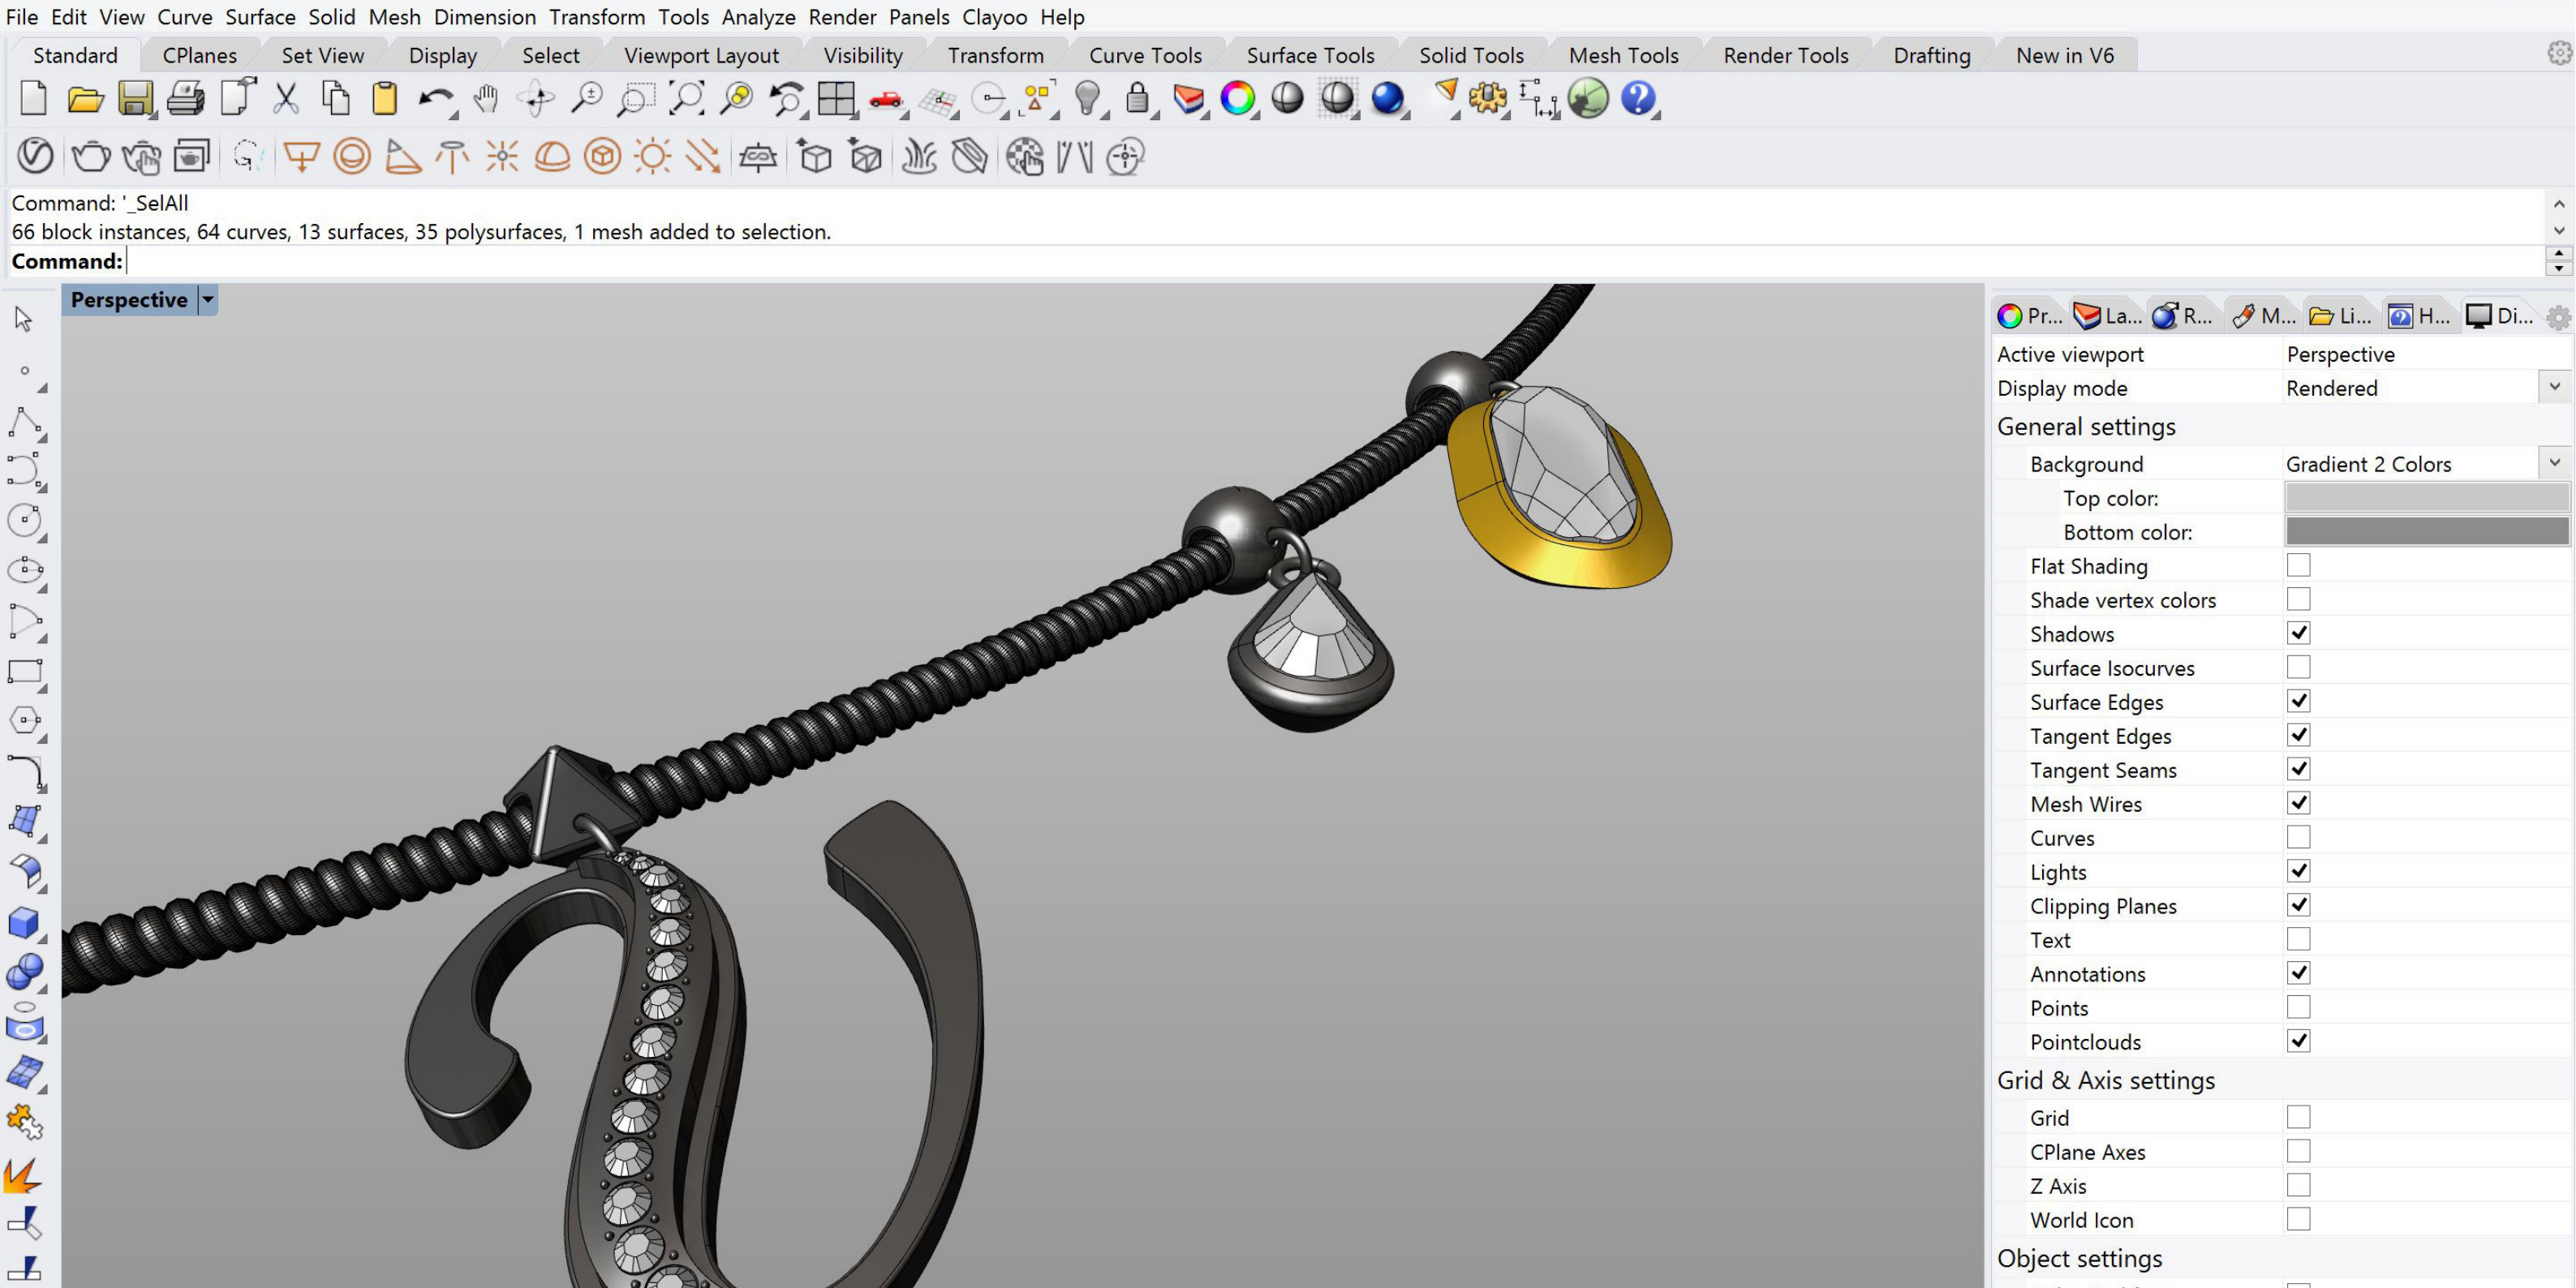 File Edit View Curve Surface Solid Mesh Dimension Transform Tools Analyze Render Panels Clayoo Help
Standard CPlanes Set View Display Select Viewport Layout Visibility Transform Curve Tools Surface Tools Solid Tools Mesh Tools Render Tools Drafting New in V6
Command: '_SelAll
66 block instances, 64 curves, 13 surfaces, 35 polysurfaces, 1 mesh added to selection.
Command:
Perspective
Pr... La... R... M... Li... H... Di...
Active viewport Perspective
Display mode Rendered
General settings
Background Gradient 2 Colors
Top color:
Bottom color:
Flat Shading
Shade vertex colors
Shadows
Surface Isocurves
Surface Edges
Tangent Edges
Tangent Seams
Mesh Wires
Curves
Lights
Clipping Planes
Text
Annotations
Points
Pointclouds
Grid & Axis settings
Grid
CPlane Axes
Z Axis
World Icon
Object settings